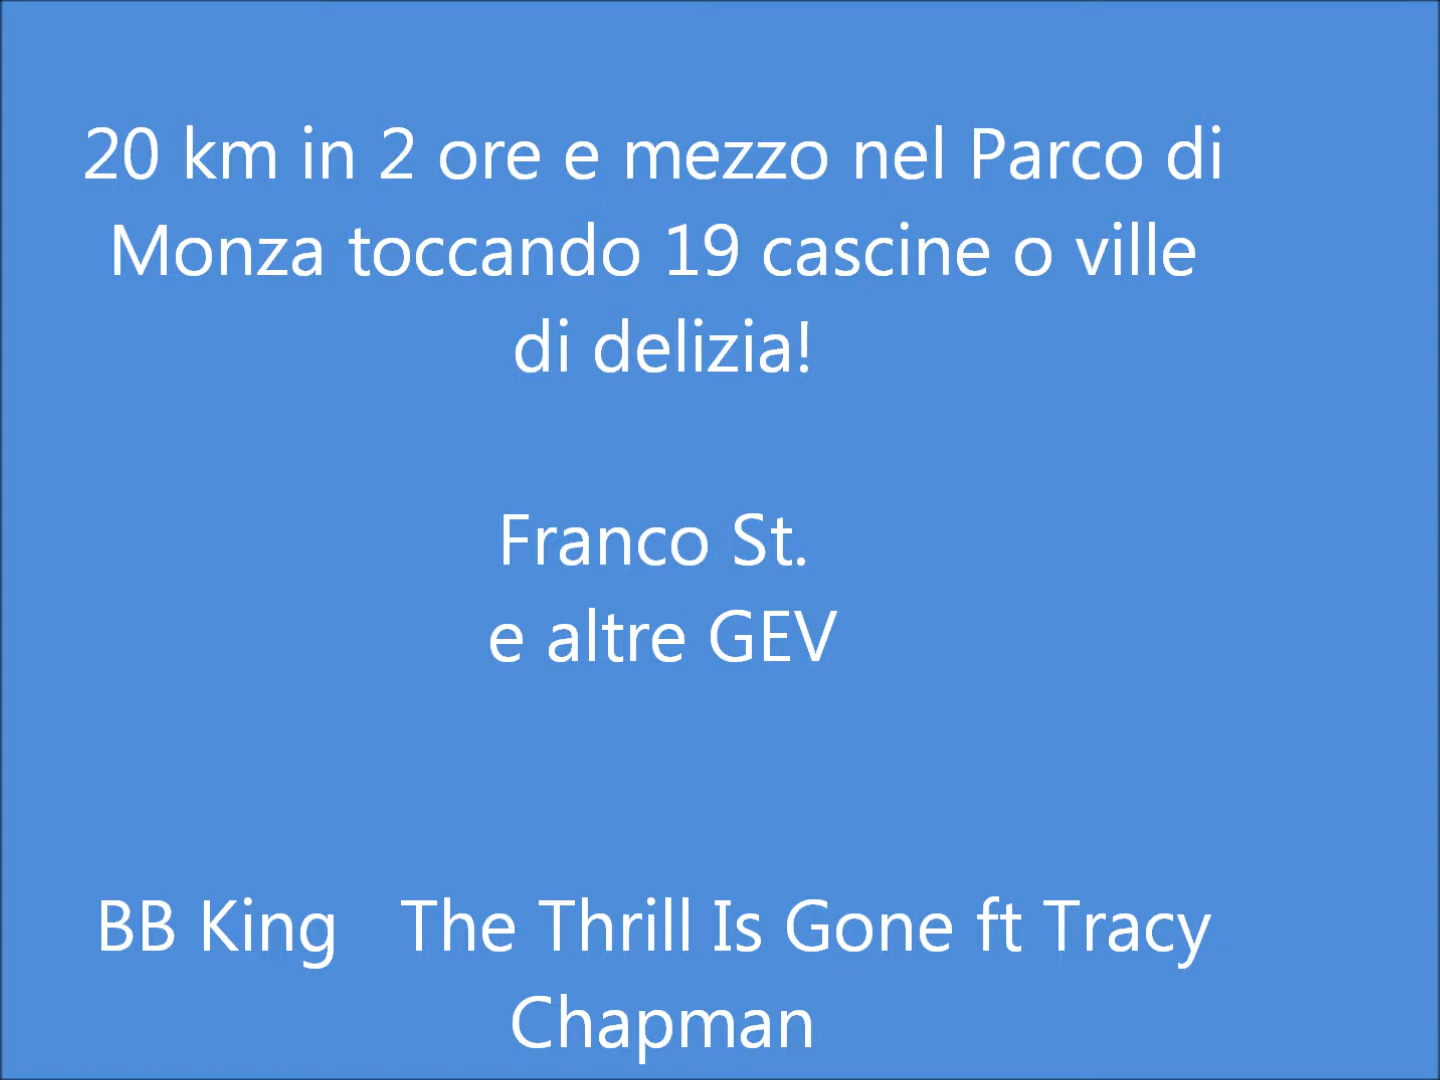 20 km in 2 ore e mezzo nel Parco di
Monza toccando 19 cascine o ville
di delizia!
Franco St.
e altre GEV
BB King   The Thrill Is Gone ft Tracy
Chapman